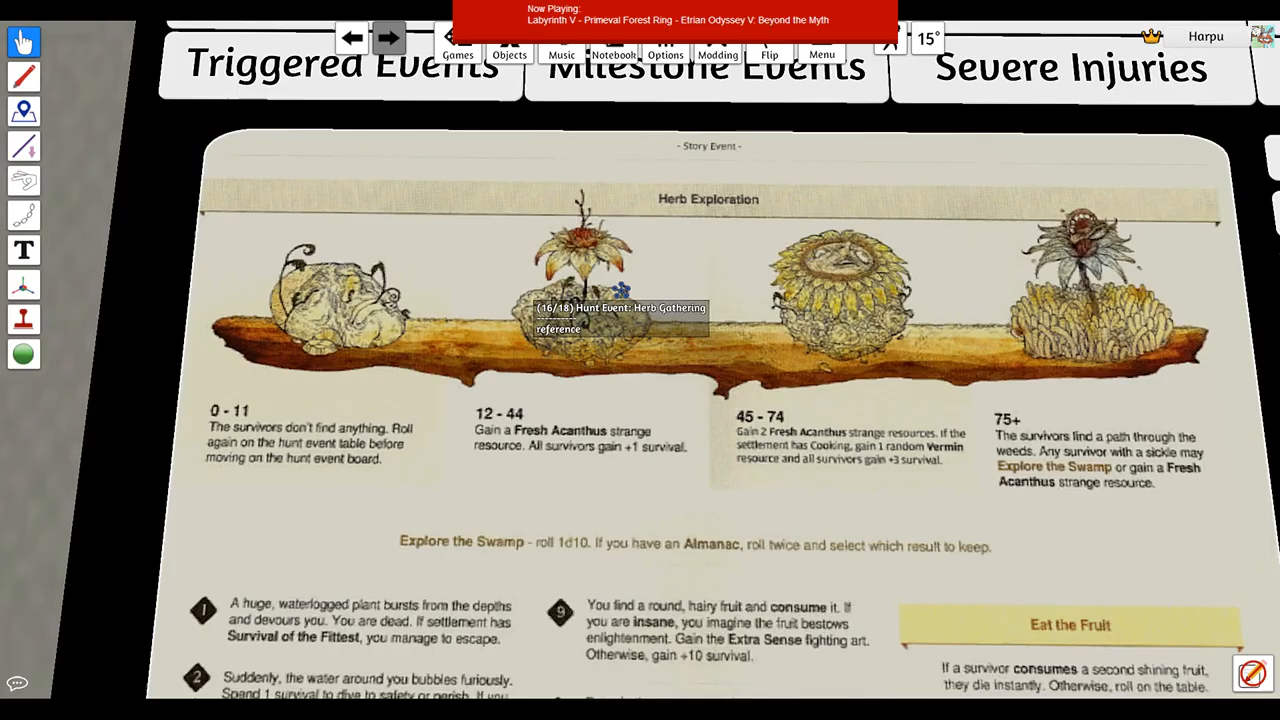 Now Playing:
Labyrinth V - Primeval Forest Ring - Etrian Odyssey V: Beyond the Myth
Games
Objects
Music
Notebook
Options
Modding
Flip
Menu
15°
Harpu
Triggered Events
Milestone Events
Severe Injuries
- Story Event -
Herb Exploration
(16/18) Hunt Event: Herb Gathering
----------
reference
0 - 11
The survivors don't find anything. Roll
again on the hunt event table before
moving on the hunt event board.
12 - 44
Gain a Fresh Acanthus strange
resource. All survivors gain +1 survival.
45 - 74
Gain 2 Fresh Acanthus strange resources. If the
settlement has Cooking, gain 1 random Vermin
resource and all survivors gain +3 survival.
75+
The survivors find a path through the
weeds. Any survivor with a sickle may
Explore the Swamp or gain a Fresh
Acanthus strange resource.
Explore the Swamp - roll 1d10. If you have an Almanac, roll twice and select which result to keep.
1
A huge, waterlogged plant bursts from the depths
and devours you. You are dead. If settlement has
Survival of the Fittest, you manage to escape.
2
Suddenly, the water around you bubbles furiously.
Spend 1 survival to dive to safety or perish. If you
9
You find a round, hairy fruit and consume it. If
you are insane, you imagine the fruit bestows
enlightenment. Gain the Extra Sense fighting art.
Otherwise, gain +10 survival.
Eat the Fruit
If a survivor consumes a second shining fruit,
they die instantly. Otherwise, roll on the table.
T